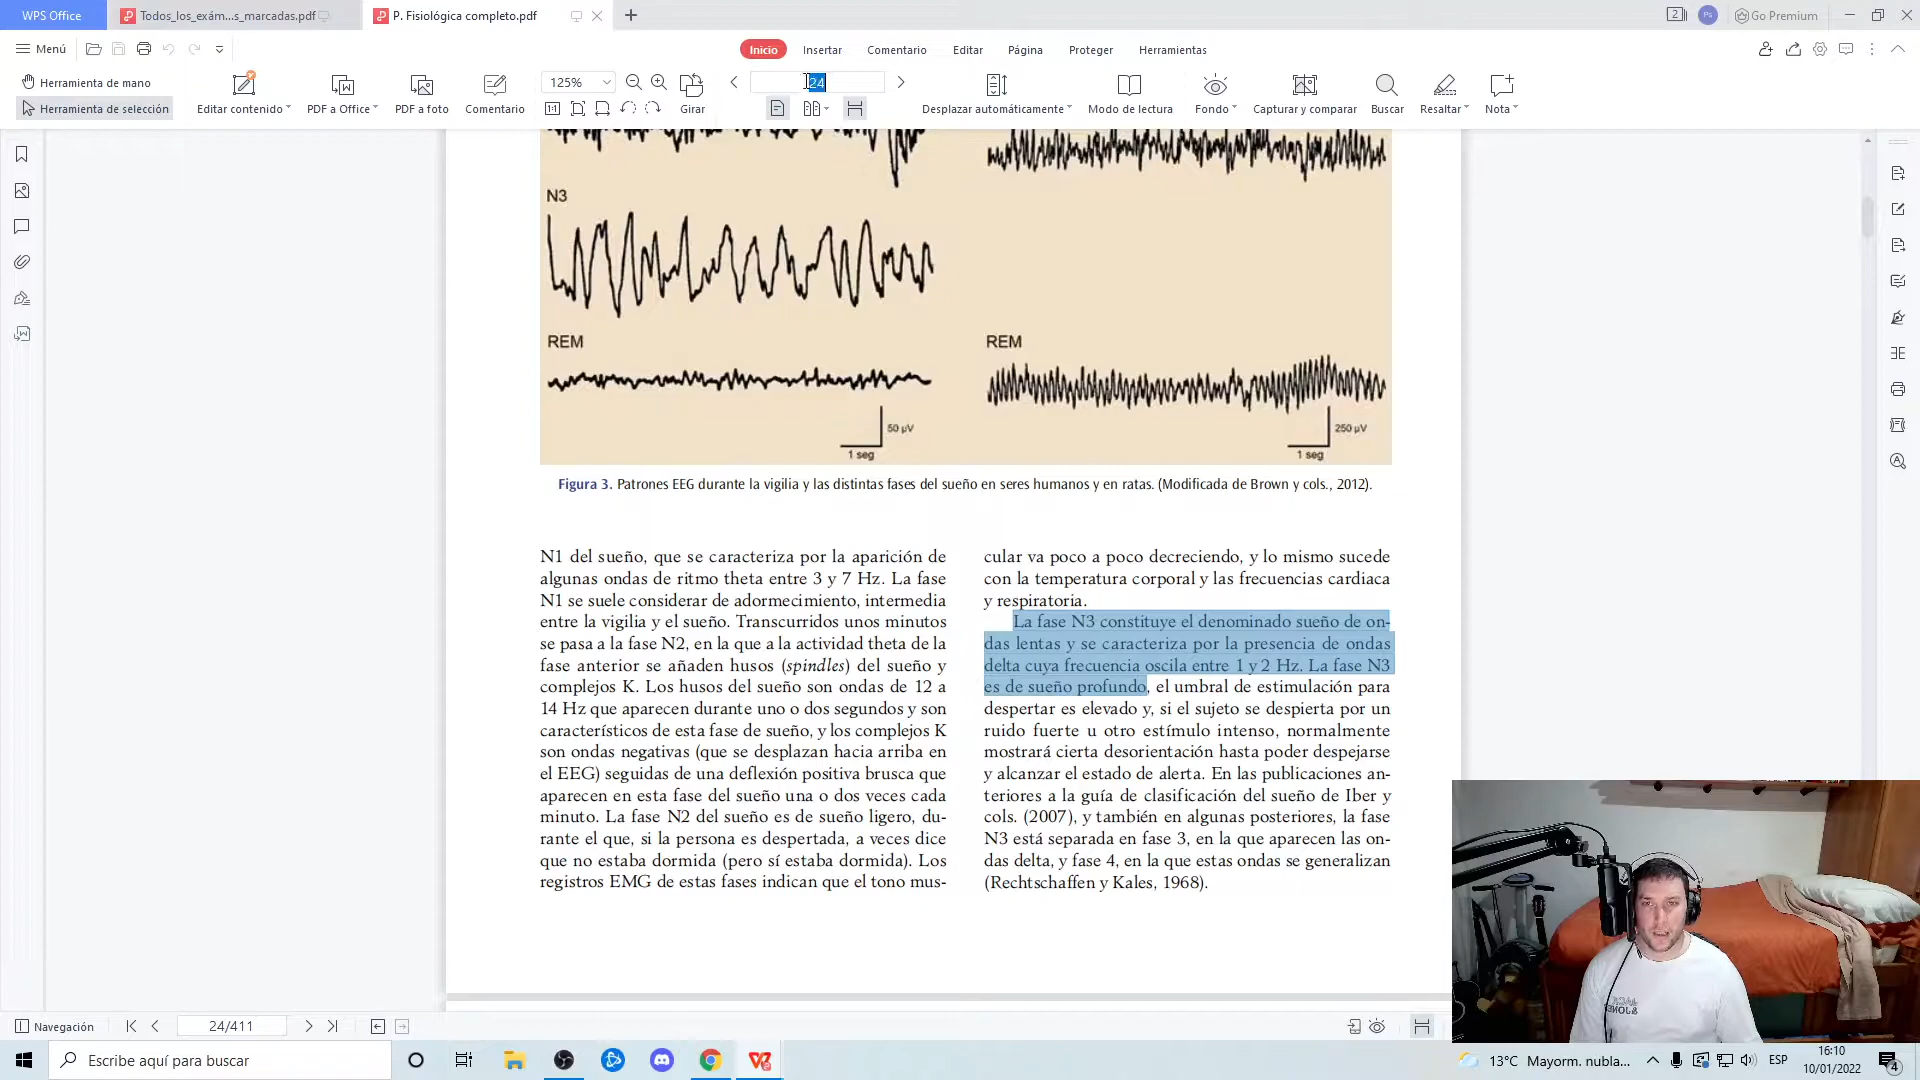 WPS Office
Todos_los_exám...s_marcadas.pdf
P. Fisiológica completo.pdf
2
Go Premium
Menú
Inicio
Insertar
Comentario
Editar
Página
Proteger
Herramientas
Herramienta de mano
Herramienta de selección
Editar contenido
PDF a Office
PDF a foto
Comentario
125%
Girar
24
Desplazar automáticamente
Modo de lectura
Fondo
Capturar y comparar
Buscar
Resaltar
Nota
N3
REM
REM
50 µV
1 seg
250 µV
1 seg
Figura 3. Patrones EEG durante la vigilia y las distintas fases del sueño en seres humanos y en ratas. (Modificada de Brown y cols., 2012).
N1 del sueño, que se caracteriza por la aparición de
algunas ondas de ritmo theta entre 3 y 7 Hz. La fase
N1 se suele considerar de adormecimiento, intermedia
entre la vigilia y el sueño. Transcurridos unos minutos
se pasa a la fase N2, en la que a la actividad theta de la
fase anterior se añaden husos (spindles) del sueño y
complejos K. Los husos del sueño son ondas de 12 a
14 Hz que aparecen durante uno o dos segundos y son
característicos de esta fase de sueño, y los complejos K
son ondas negativas (que se desplazan hacia arriba en
el EEG) seguidas de una deflexión positiva brusca que
aparecen en esta fase del sueño una o dos veces cada
minuto. La fase N2 del sueño es de sueño ligero, du-
rante el que, si la persona es despertada, a veces dice
que no estaba dormida (pero sí estaba dormida). Los
registros EMG de estas fases indican que el tono mus-
cular va poco a poco decreciendo, y lo mismo sucede
con la temperatura corporal y las frecuencias cardiaca
y respiratoria.
La fase N3 constituye el denominado sueño de on-
das lentas y se caracteriza por la presencia de ondas
delta cuya frecuencia oscila entre 1 y 2 Hz. La fase N3
es de sueño profundo, el umbral de estimulación para
despertar es elevado y, si el sujeto se despierta por un
ruido fuerte u otro estímulo intenso, normalmente
mostrará cierta desorientación hasta poder despejarse
y alcanzar el estado de alerta. En las publicaciones an-
teriores a la guía de clasificación del sueño de Iber y
cols. (2007), y también en algunas posteriores, la fase
N3 está separada en fase 3, en la que aparecen las on-
das delta, y fase 4, en la que estas ondas se generalizan
(Rechtschaffen y Kales, 1968).
Navegación
24/411
Escribe aquí para buscar
13°C Mayorm. nubla...
ESP
16:10
10/01/2022
4